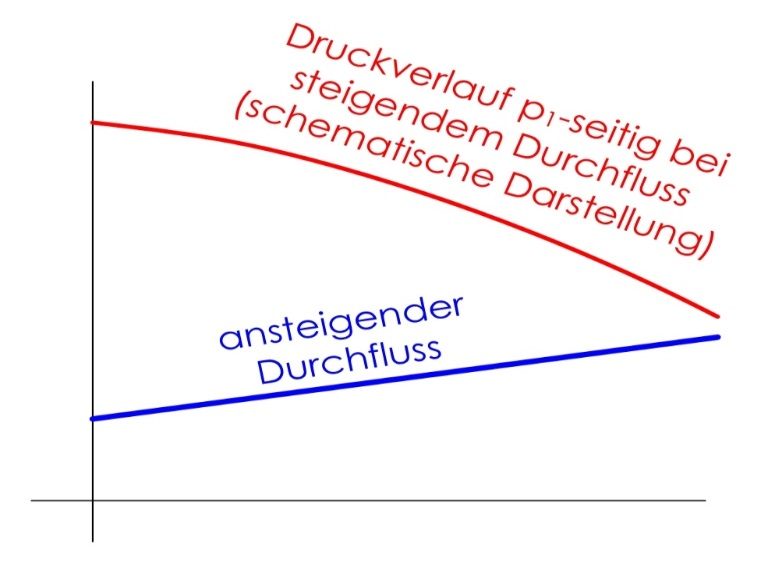 Druckverlauf p₁-seitig bei
steigendem Durchfluss
(schematische Darstellung)
ansteigender
Durchfluss